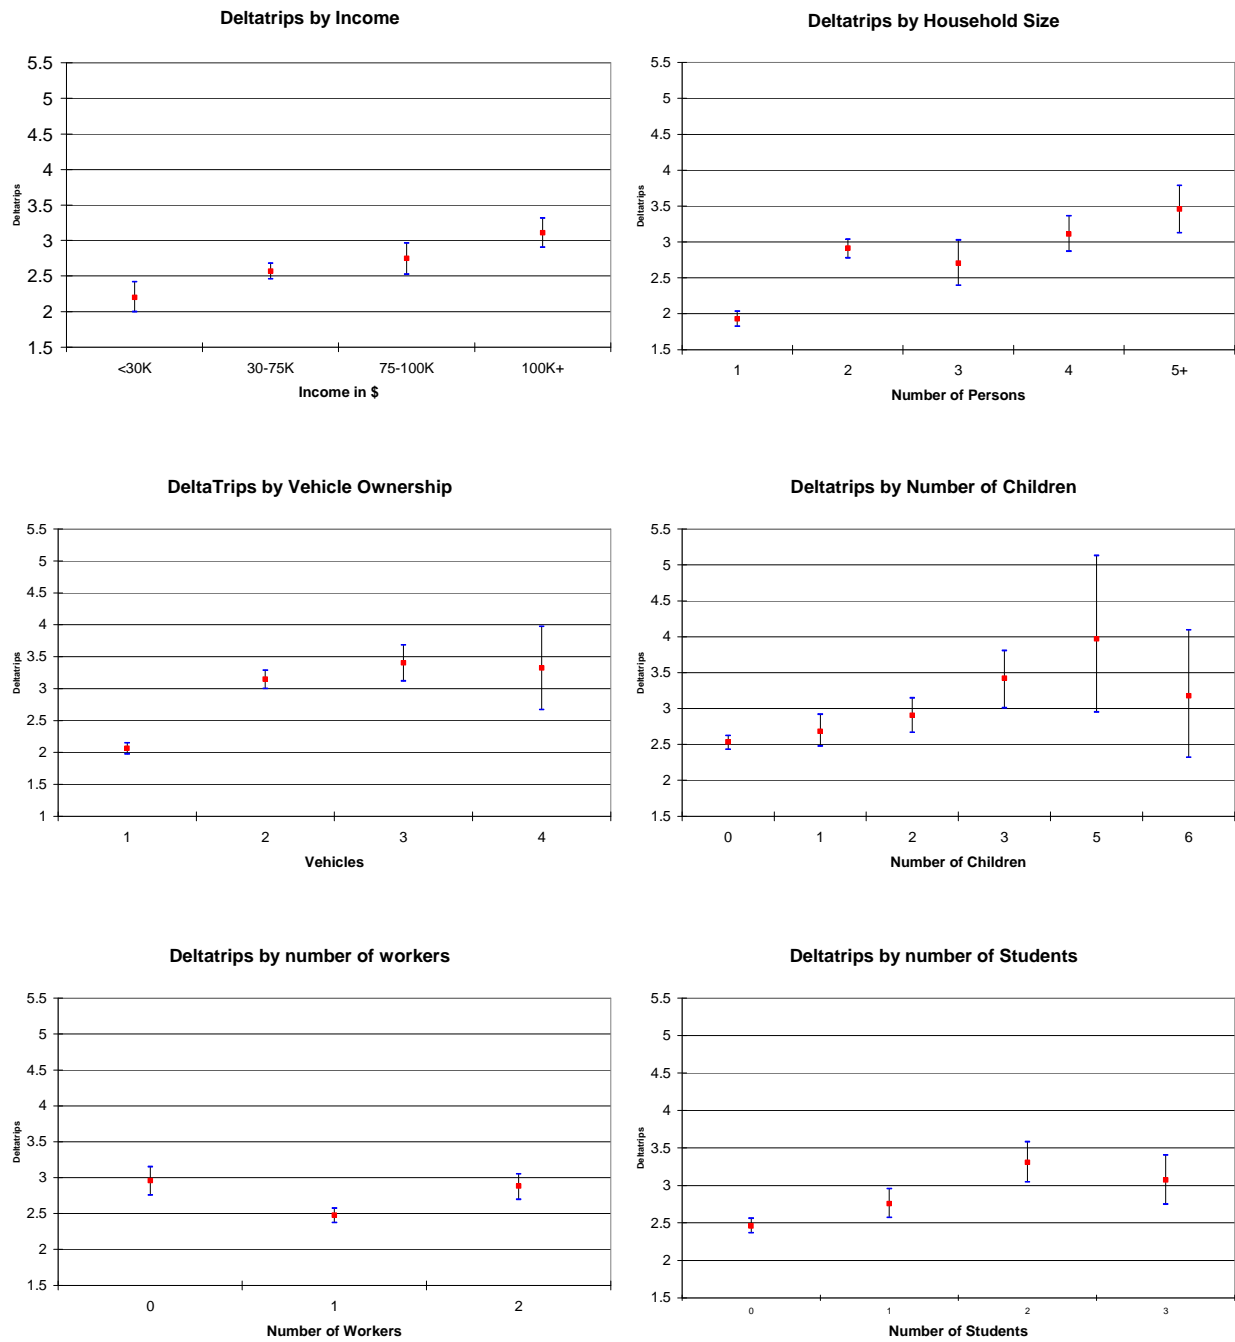 Deltatrips by Income
5.5
5
4.5
4
3.5
3
2.5
2
1.5
Deltatrips
<30K 30-75K 75-100K 100K+
Income in $
Deltatrips by Household Size
5.5
5
4.5
4
3.5
3
2.5
2
1.5
Deltatrips
1 2 3 4 5+
Number of Persons
DeltaTrips by Vehicle Ownership
5.5
5
4.5
4
3.5
3
2.5
2
1.5
1
Deltatrips
1 2 3 4
Vehicles
Deltatrips by Number of Children
5.5
5
4.5
4
3.5
3
2.5
2
1.5
Deltatrips
0 1 2 3 5 6
Number of Children
Deltatrips by number of workers
5.5
5
4.5
4
3.5
3
2.5
2
1.5
Deltatrips
0 1 2
Number of Workers
Deltatrips by number of Students
5.5
5
4.5
4
3.5
3
2.5
2
1.5
Deltatrips
0 1 2 3
Number of Students